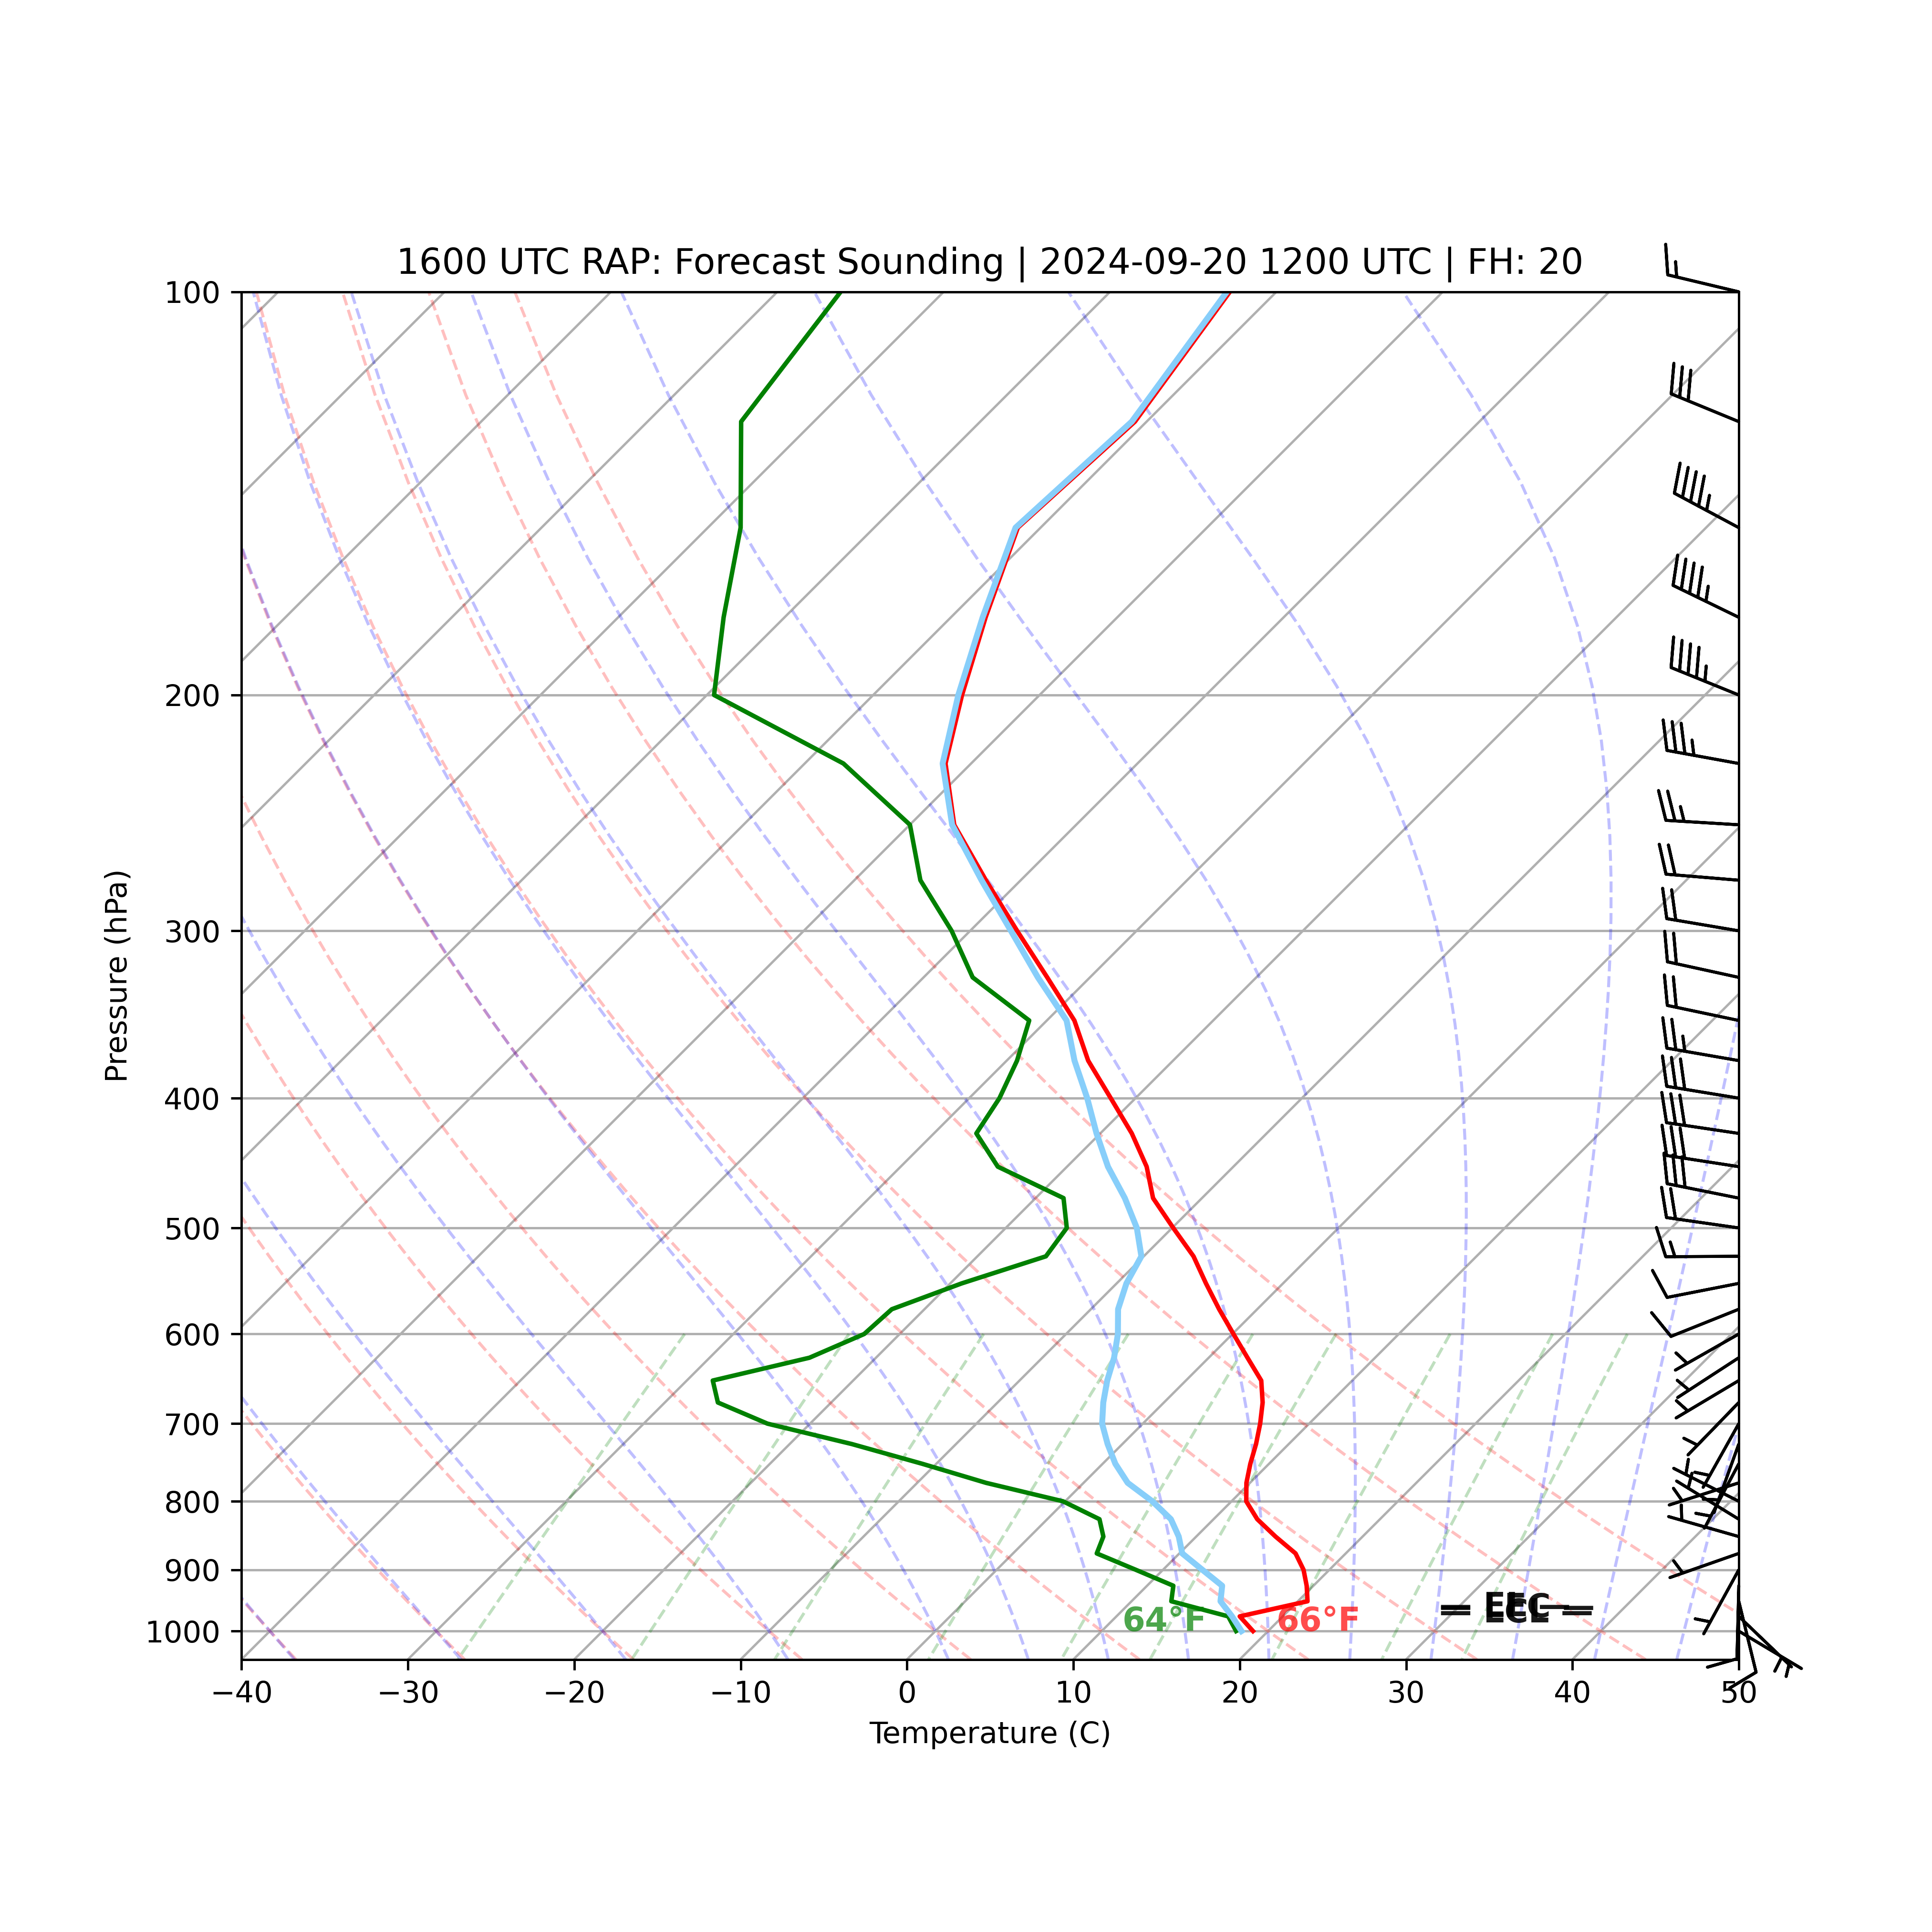 1600 UTC RAP: Forecast Sounding | 2024-09-20 1200 UTC | FH: 20
100
200
300
400
500
600
700
800
900
1000
Pressure (hPa)
64°F 66°F
−40 −30 −20 −10 0 10 20 30 40 50
Temperature (C)